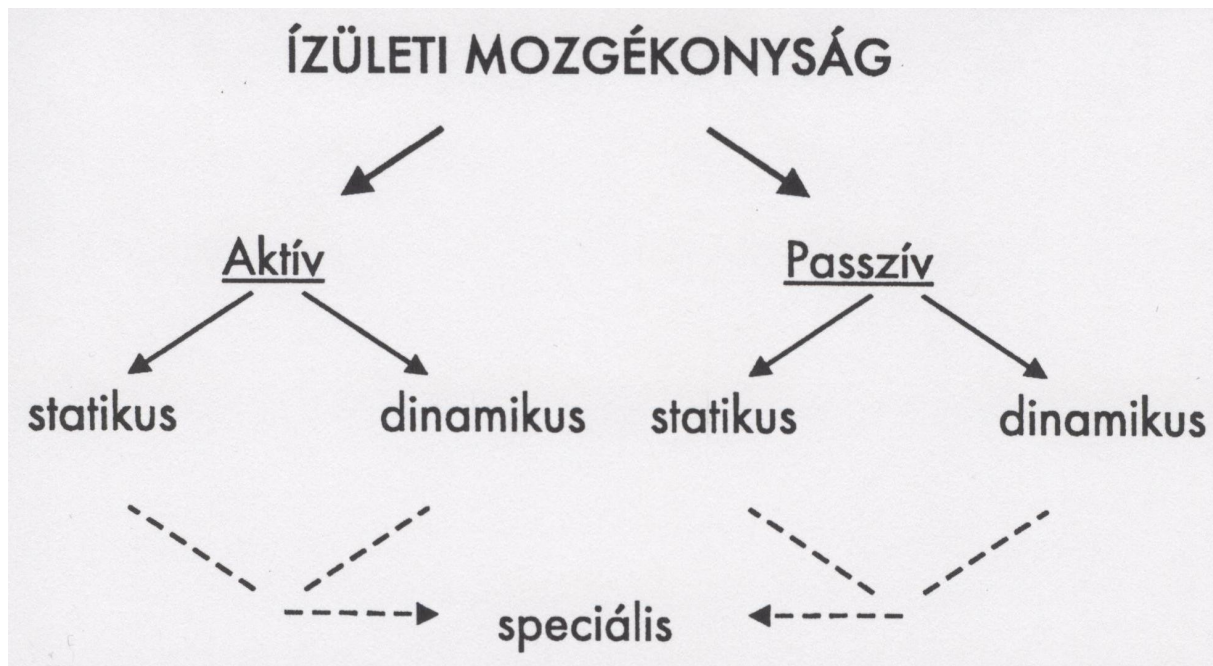 ÍZÜLETI MOZGÉKONYSÁG
Aktív Passzív
statikus dinamikus statikus dinamikus
speciális